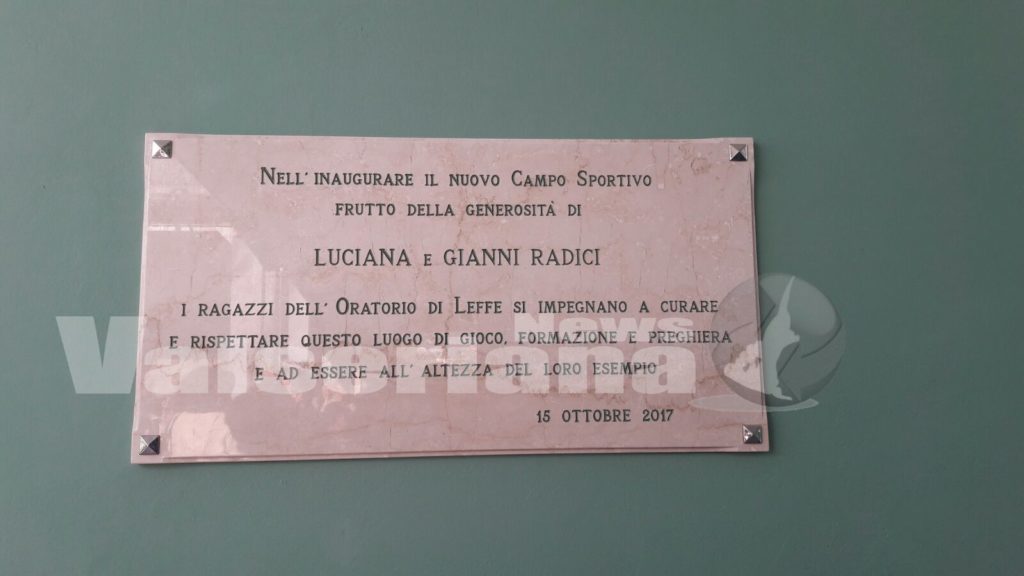 Nell'inaugurare il nuovo Campo Sportivo
frutto della generosità di
LUCIANA e GIANNI RADICI
i ragazzi dell'Oratorio di Leffe si impegnano a curare
e rispettare questo luogo di gioco, formazione e preghiera
e ad essere all'altezza del loro esempio
15 ottobre 2017
Valseriana News